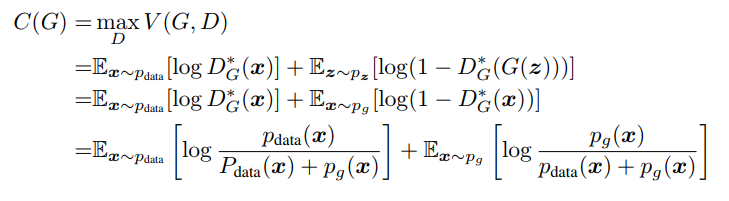 C(G) = max_D V(G, D)
=𝔼_{𝒙∼p_data}[log D*_G(𝒙)] + 𝔼_{𝒛∼p_𝒛}[log(1 − D*_G(G(𝒛)))]
=𝔼_{𝒙∼p_data}[log D*_G(𝒙)] + 𝔼_{𝒙∼p_g}[log(1 − D*_G(𝒙))]
=𝔼_{𝒙∼p_data} [log p_data(𝒙) / (P_data(𝒙) + p_g(𝒙))] + 𝔼_{𝒙∼p_g} [log p_g(𝒙) / (p_data(𝒙) + p_g(𝒙))]